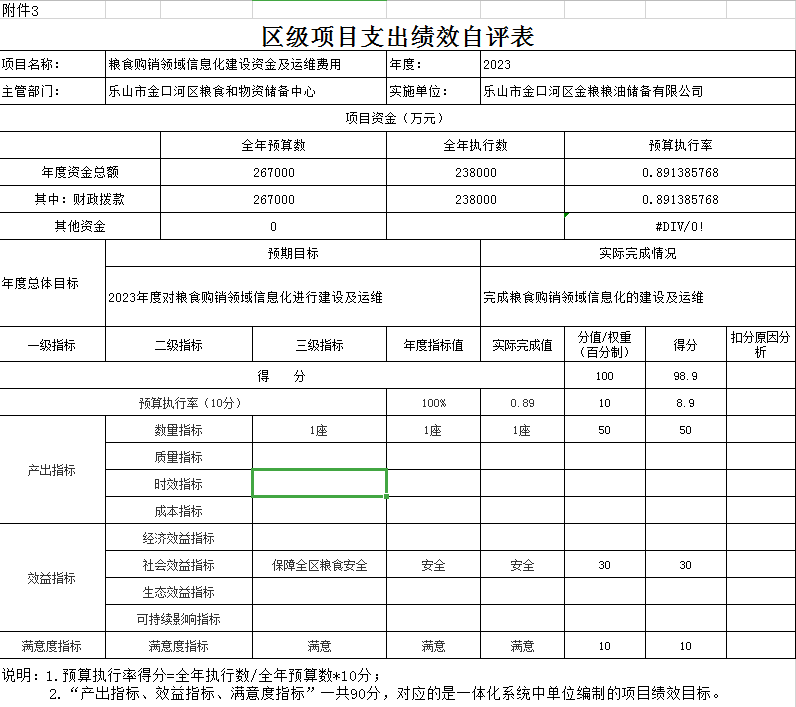 附件3
区级项目支出绩效自评表
项目名称： 粮食购销领域信息化建设资金及运维费用 年度： 2023
主管部门： 乐山市金口河区粮食和物资储备中心 实施单位： 乐山市金口河区金粮粮油储备有限公司
项目资金（万元）
全年预算数 全年执行数 预算执行率
年度资金总额 267000 238000 0.891385768
其中：财政拨款 267000 238000 0.891385768
其他资金 0 #DIV/0!
年度总体目标 预期目标 实际完成情况
2023年度对粮食购销领域信息化进行建设及运维 完成粮食购销领域信息化的建设及运维
一级指标 二级指标 三级指标 年度指标值 实际完成值 分值/权重（百分制） 得分 扣分原因分析
得 分 100 98.9
预算执行率（10分） 100% 0.89 10 8.9
产出指标 数量指标 1座 1座 1座 50 50
质量指标
时效指标
成本指标
效益指标 经济效益指标
社会效益指标 保障全区粮食安全 安全 安全 30 30
生态效益指标
可持续影响指标
满意度指标 满意度指标 满意 满意 满意 10 10
说明：1.预算执行率得分=全年执行数/全年预算数*10分；
2.“产出指标、效益指标、满意度指标”一共90分，对应的是一体化系统中单位编制的项目绩效目标。